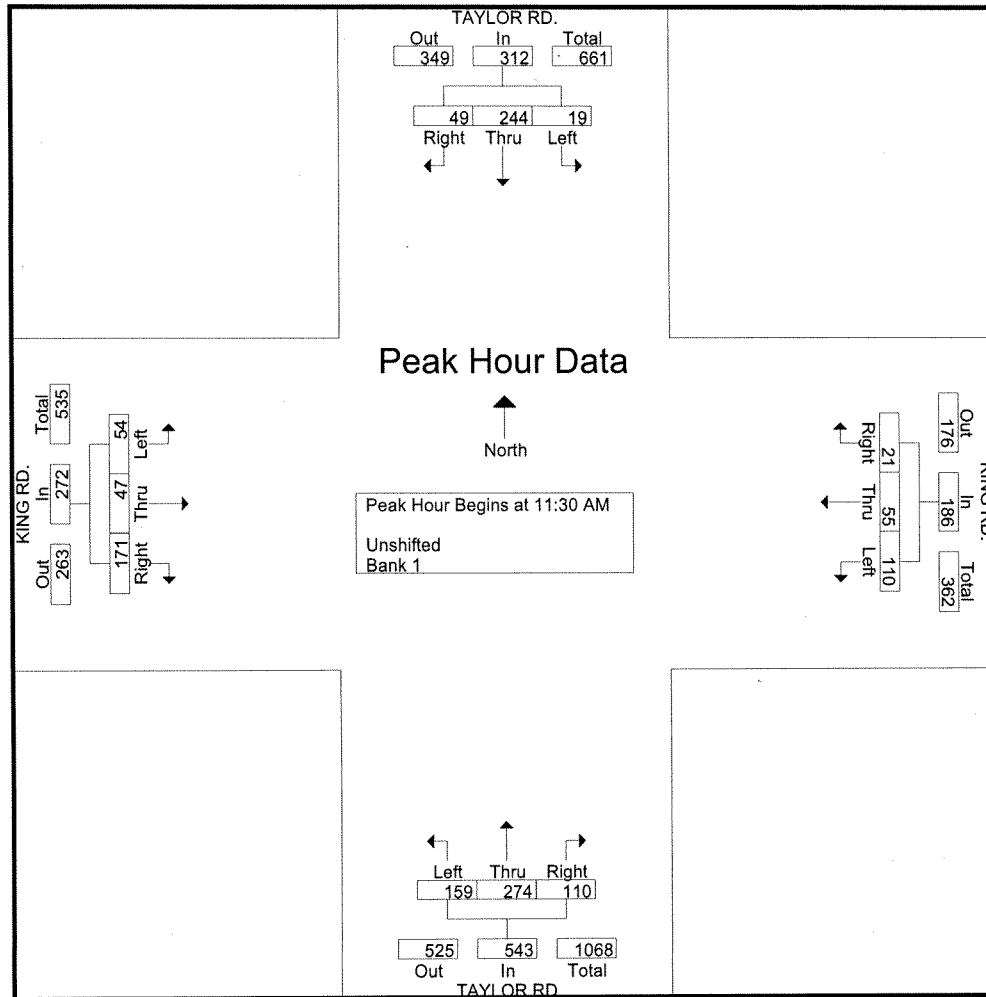 TAYLOR RD.
Out In Total
349 312 661
49 244 19
Right Thru Left
Peak Hour Data
North
Peak Hour Begins at 11:30 AM
Unshifted
Bank 1
KING RD.
Out In Total
263 272 535
Left Thru Right
54 47 171
KING RD.
Out In Total
176 186 362
Right Thru Left
21 55 110
Left Thru Right
159 274 110
525 543 1068
Out In Total
TAYLOR RD